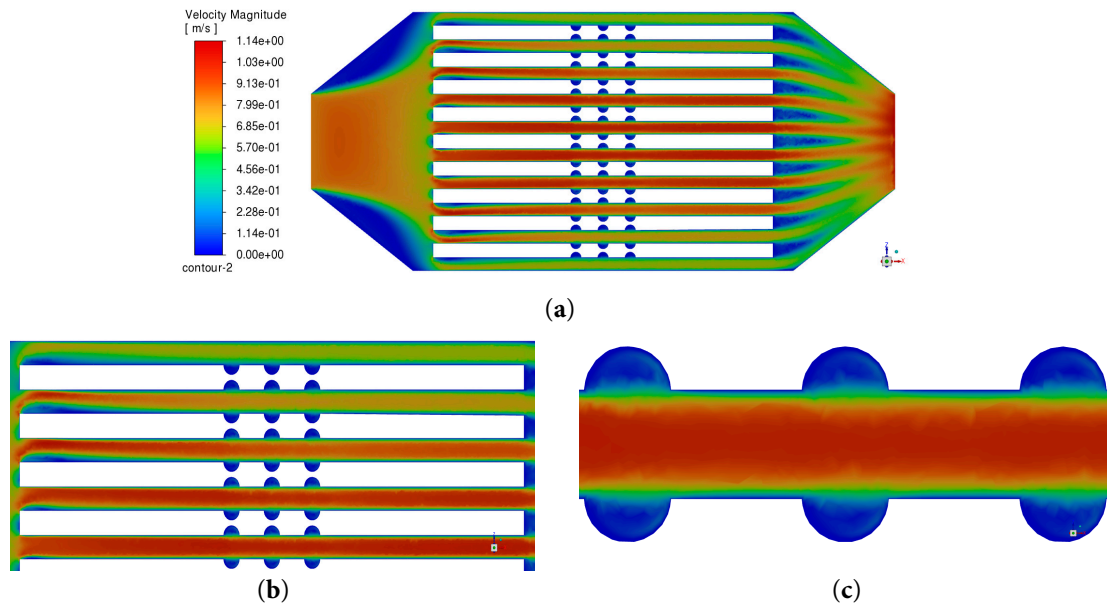 Velocity Magnitude
[ m/s ]
1.14e+00
1.03e+00
9.13e-01
7.99e-01
6.85e-01
5.70e-01
4.56e-01
3.42e-01
2.28e-01
1.14e-01
0.00e+00
contour-2
Z
X
(a)
(b)
(c)